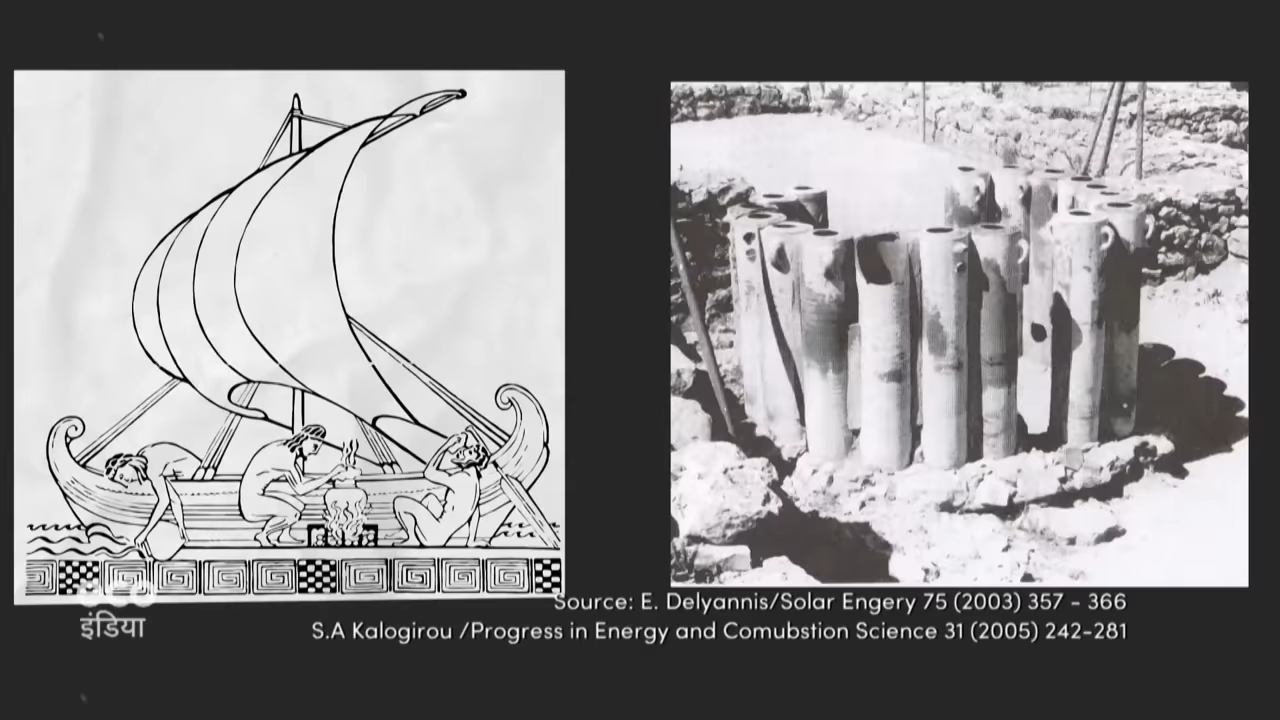 Source: E. Delyannis/Solar Engery 75 (2003) 357 - 366
S.A Kalogirou /Progress in Energy and Comubstion Science 31 (2005) 242-281
इंडिया